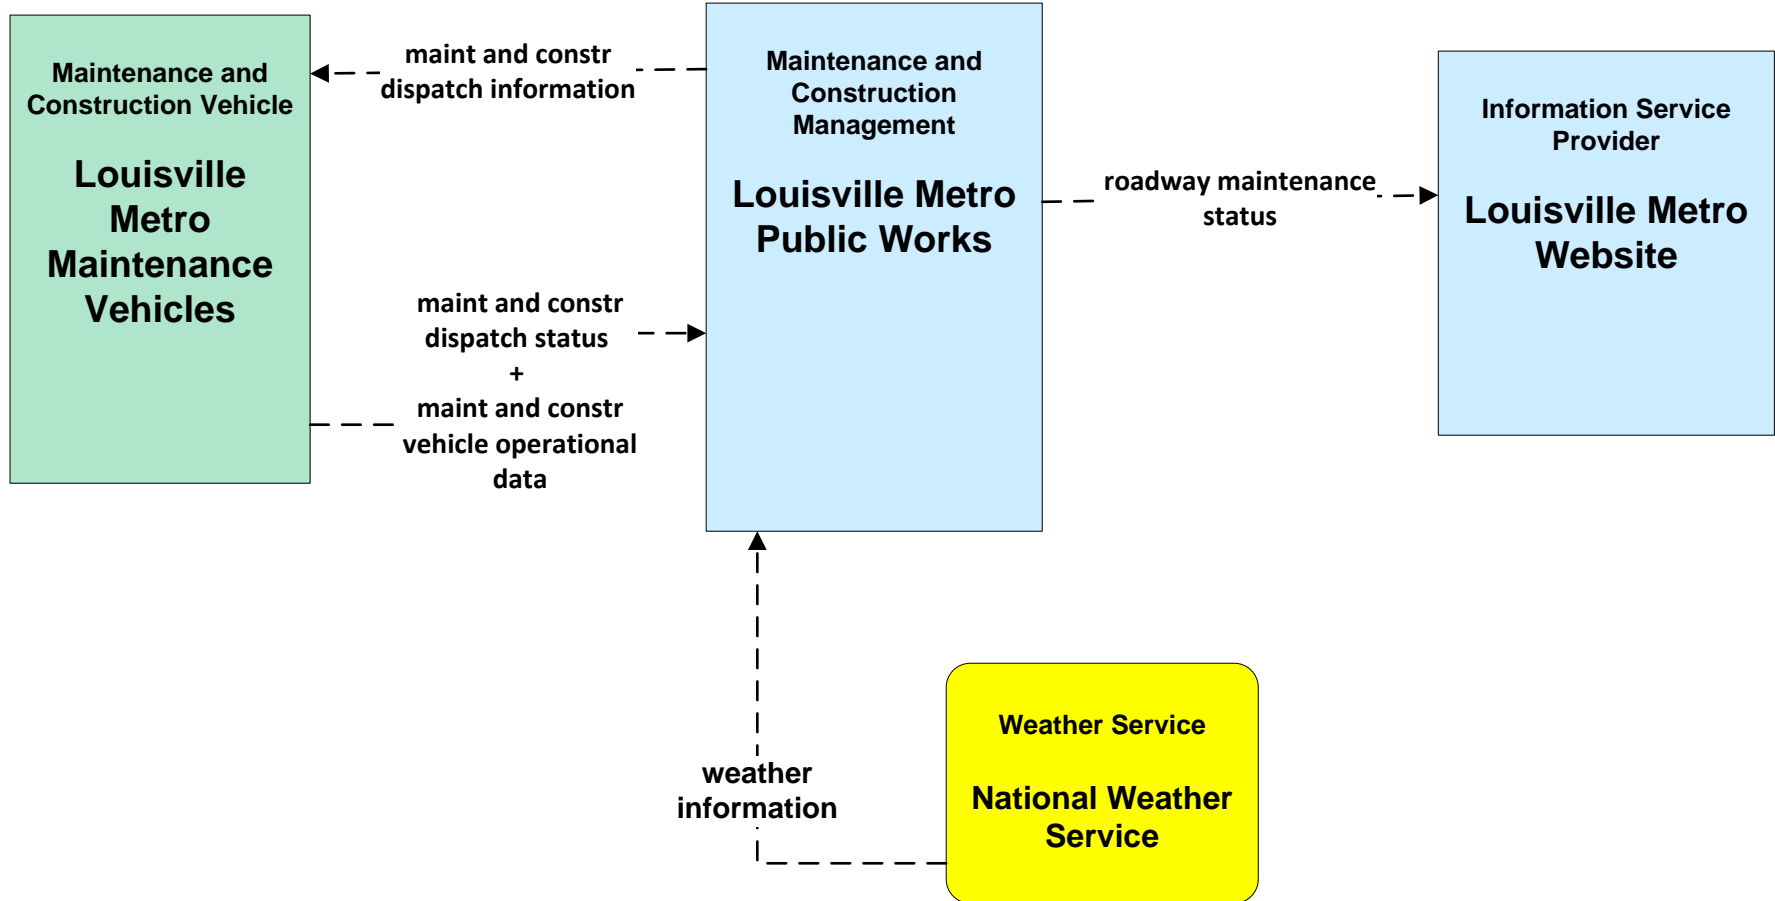 Maintenance and
Construction Vehicle
Louisville
Metro
Maintenance
Vehicles
maint and constr
dispatch information
maint and constr
dispatch status
+
maint and constr
vehicle operational
data
Maintenance and
Construction
Management
Louisville Metro
Public Works
roadway maintenance
status
Information Service
Provider
Louisville Metro
Website
weather
information
Weather Service
National Weather
Service